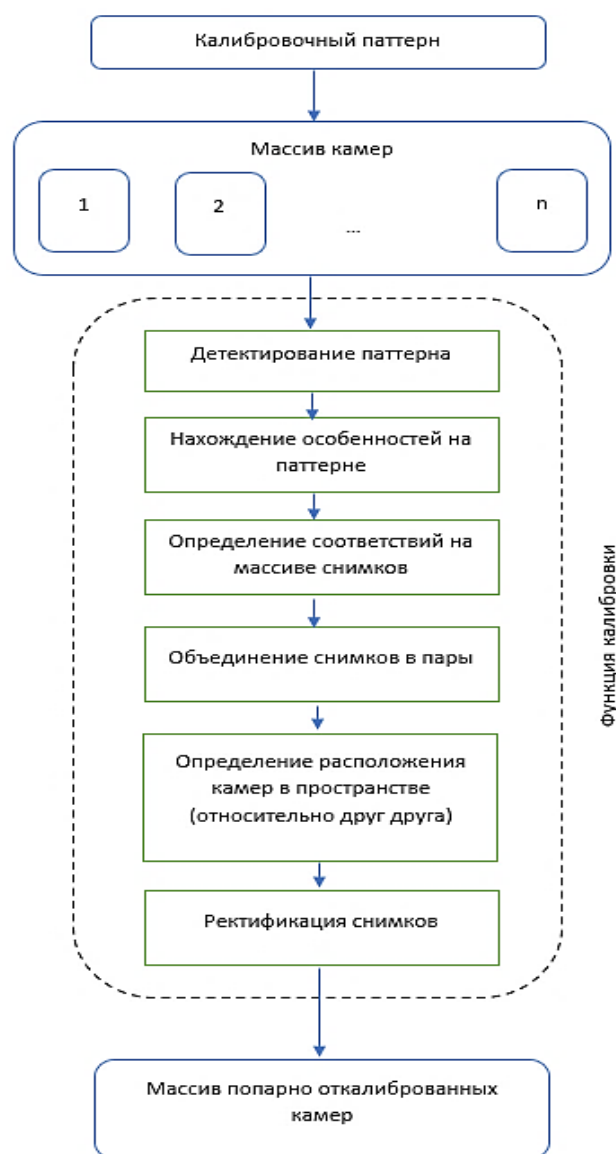 Калибровочный паттерн
Массив камер
1
2
...
n
Детектирование паттерна
Нахождение особенностей на
паттерне
Определение соответствий на
массиве снимков
Объединение снимков в пары
Определение расположения
камер в пространстве
(относительно друг друга)
Ректификация снимков
Функция калибровки
Массив попарно откалиброванных
камер